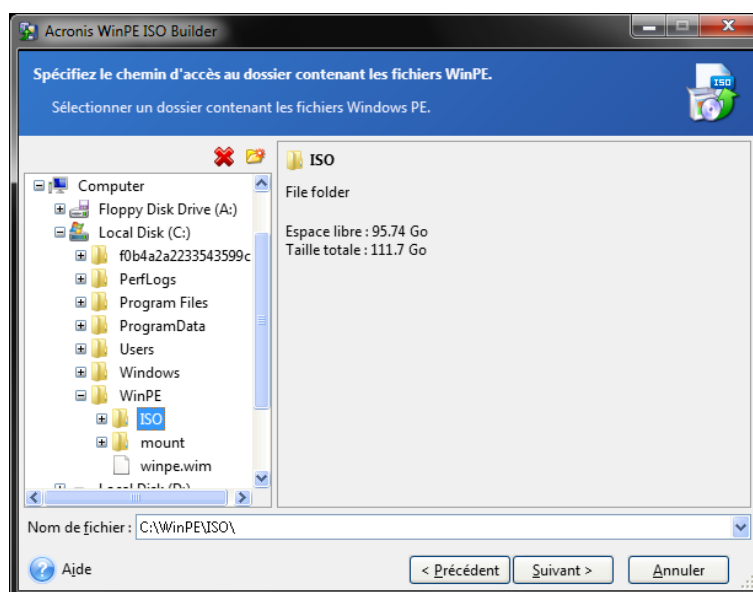 Acronis WinPE ISO Builder
Spécifiez le chemin d'accès au dossier contenant les fichiers WinPE.
Sélectionner un dossier contenant les fichiers Windows PE.
ISO
Computer
Floppy Disk Drive (A:)
Local Disk (C:)
f0b4a2a2233543599c
PerfLogs
Program Files
ProgramData
Users
Windows
WinPE
ISO
mount
winpe.wim
Local Disk (D:)
ISO
File folder
Espace libre : 95.74 Go
Taille totale : 111.7 Go
Nom de fichier : C:\WinPE\ISO\
Aide
< Précédent
Suivant >
Annuler